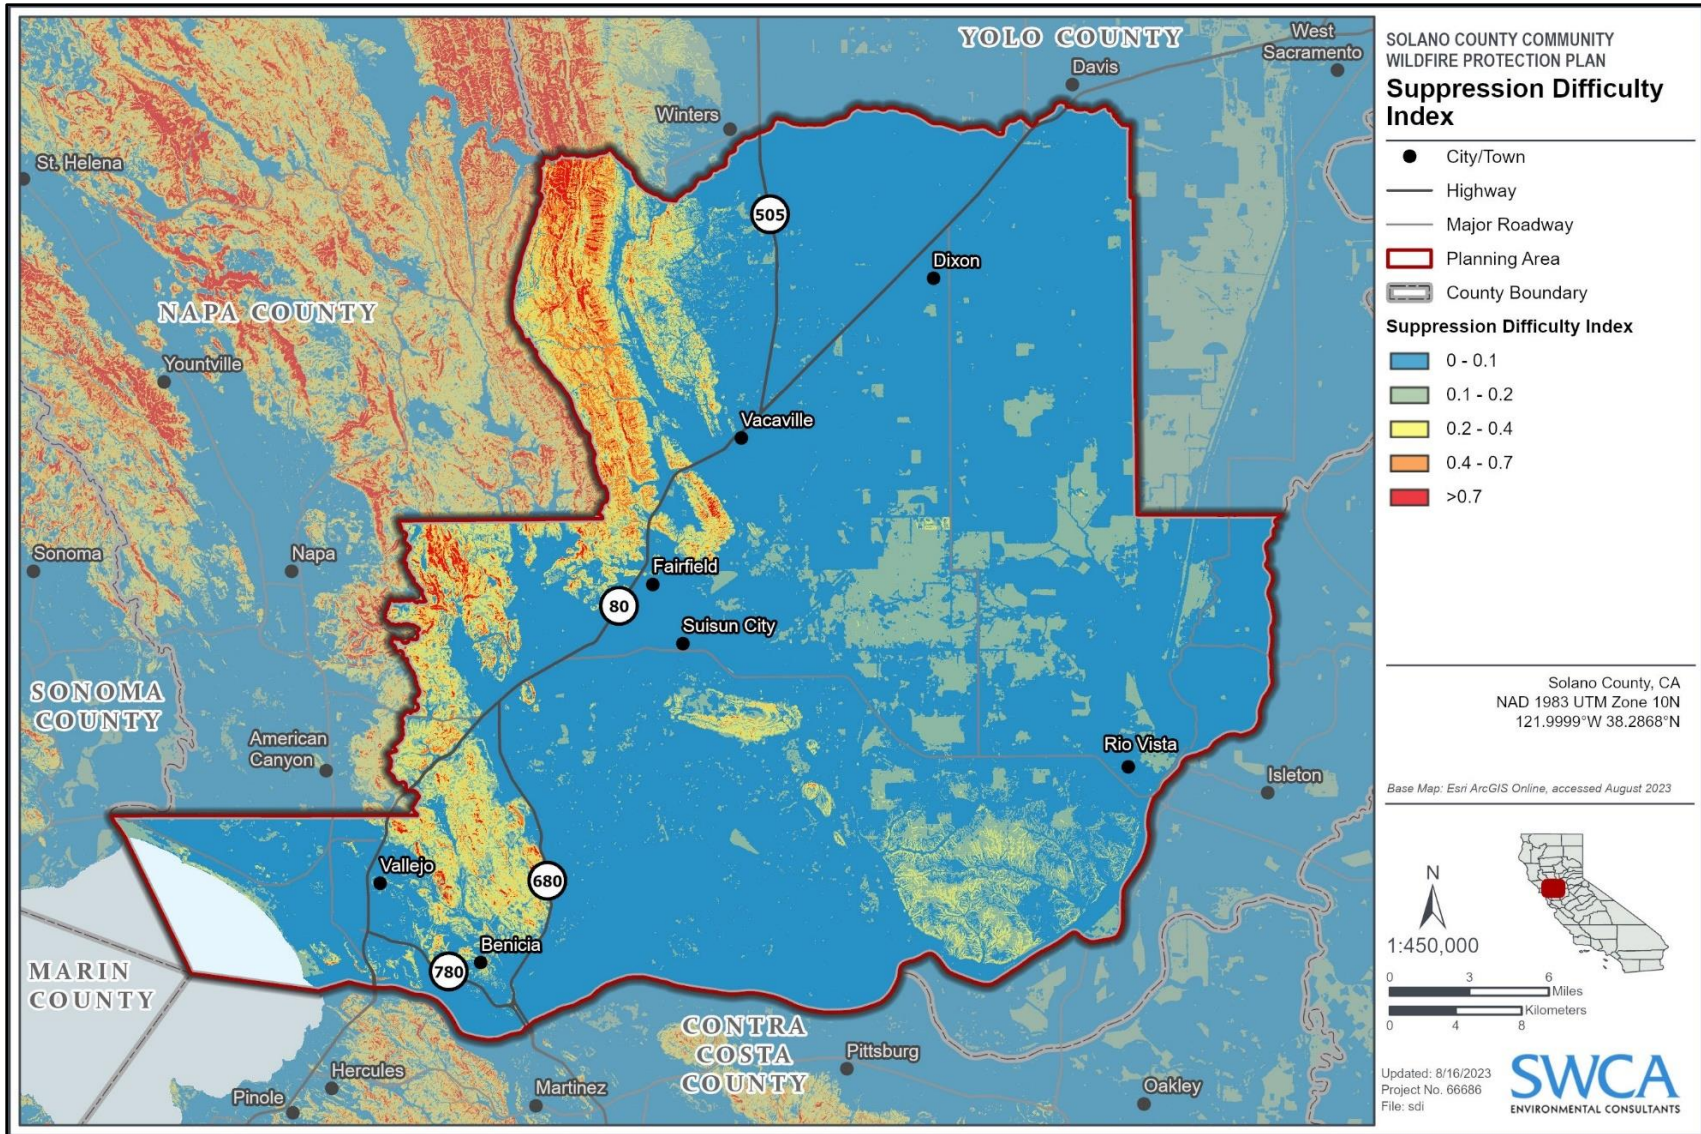 YOLO COUNTY
West
Sacramento
Davis
Winters
St. Helena
505
Dixon
NAPA COUNTY
Yountville
Vacaville
Sonoma
Napa
Fairfield
80
Suisun City
SONOMA
COUNTY
American
Canyon
Rio Vista
Isleton
Vallejo
680
Benicia
780
MARIN
COUNTY
CONTRA
COSTA
COUNTY
Pittsburg
Hercules
Pinole
Martinez
Oakley
SOLANO COUNTY COMMUNITY
WILDFIRE PROTECTION PLAN
Suppression Difficulty
Index
City/Town
Highway
Major Roadway
Planning Area
County Boundary
Suppression Difficulty Index
0 - 0.1
0.1 - 0.2
0.2 - 0.4
0.4 - 0.7
>0.7
Solano County, CA
NAD 1983 UTM Zone 10N
121.9999°W 38.2868°N
Base Map: Esri ArcGIS Online, accessed August 2023
N
1:450,000
0 3 6
Miles
Kilometers
0 4 8
Updated: 8/16/2023
Project No. 66686
File: sdi
SWCA
ENVIRONMENTAL CONSULTANTS